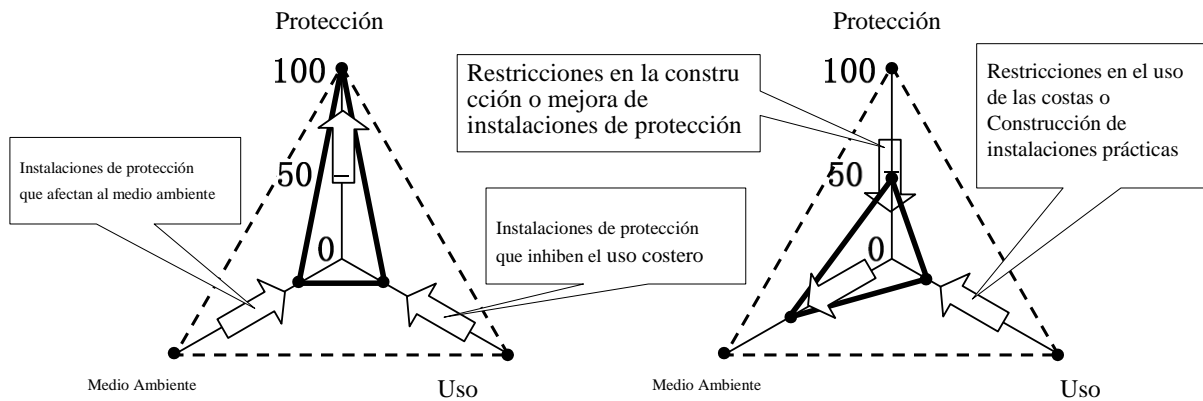 Protección
100
50
0
Instalaciones de protección
que afectan al medio ambiente
Instalaciones de protección
que inhiben el uso costero
Medio Ambiente
Uso
Protección
100
50
0
Restricciones en la constru
cción o mejora de
instalaciones de protección
Restricciones en el uso
de las costas o
Construcción de
instalaciones prácticas
Medio Ambiente
Uso